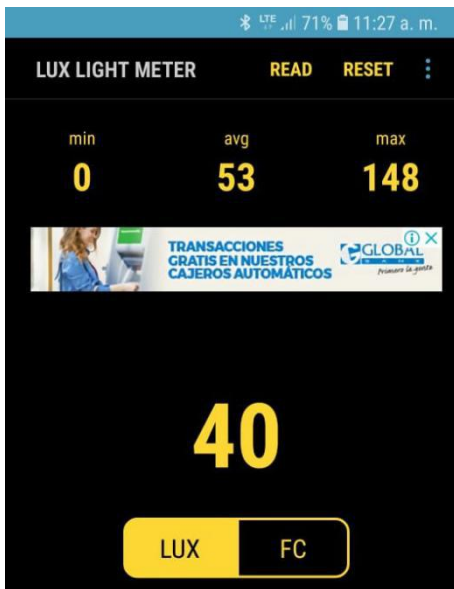 LTE 71% 11:27 a. m.
LUX LIGHT METER READ RESET
min avg max
0 53 148
TRANSACCIONES
GRATIS EN NUESTROS
CAJEROS AUTOMÁTICOS
GLOBAL
BANK
Primero la gente
40
LUX FC